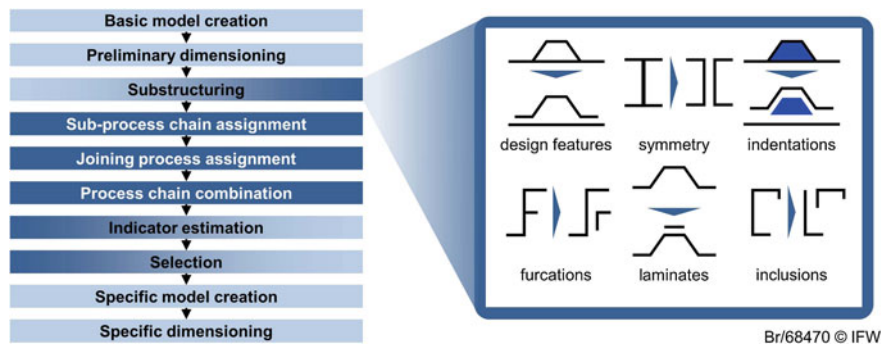 Basic model creation
Preliminary dimensioning
Substructuring
Sub-process chain assignment
Joining process assignment
Process chain combination
Indicator estimation
Selection
Specific model creation
Specific dimensioning
design features
symmetry
indentations
furcations
laminates
inclusions
Br/68470 © IFW